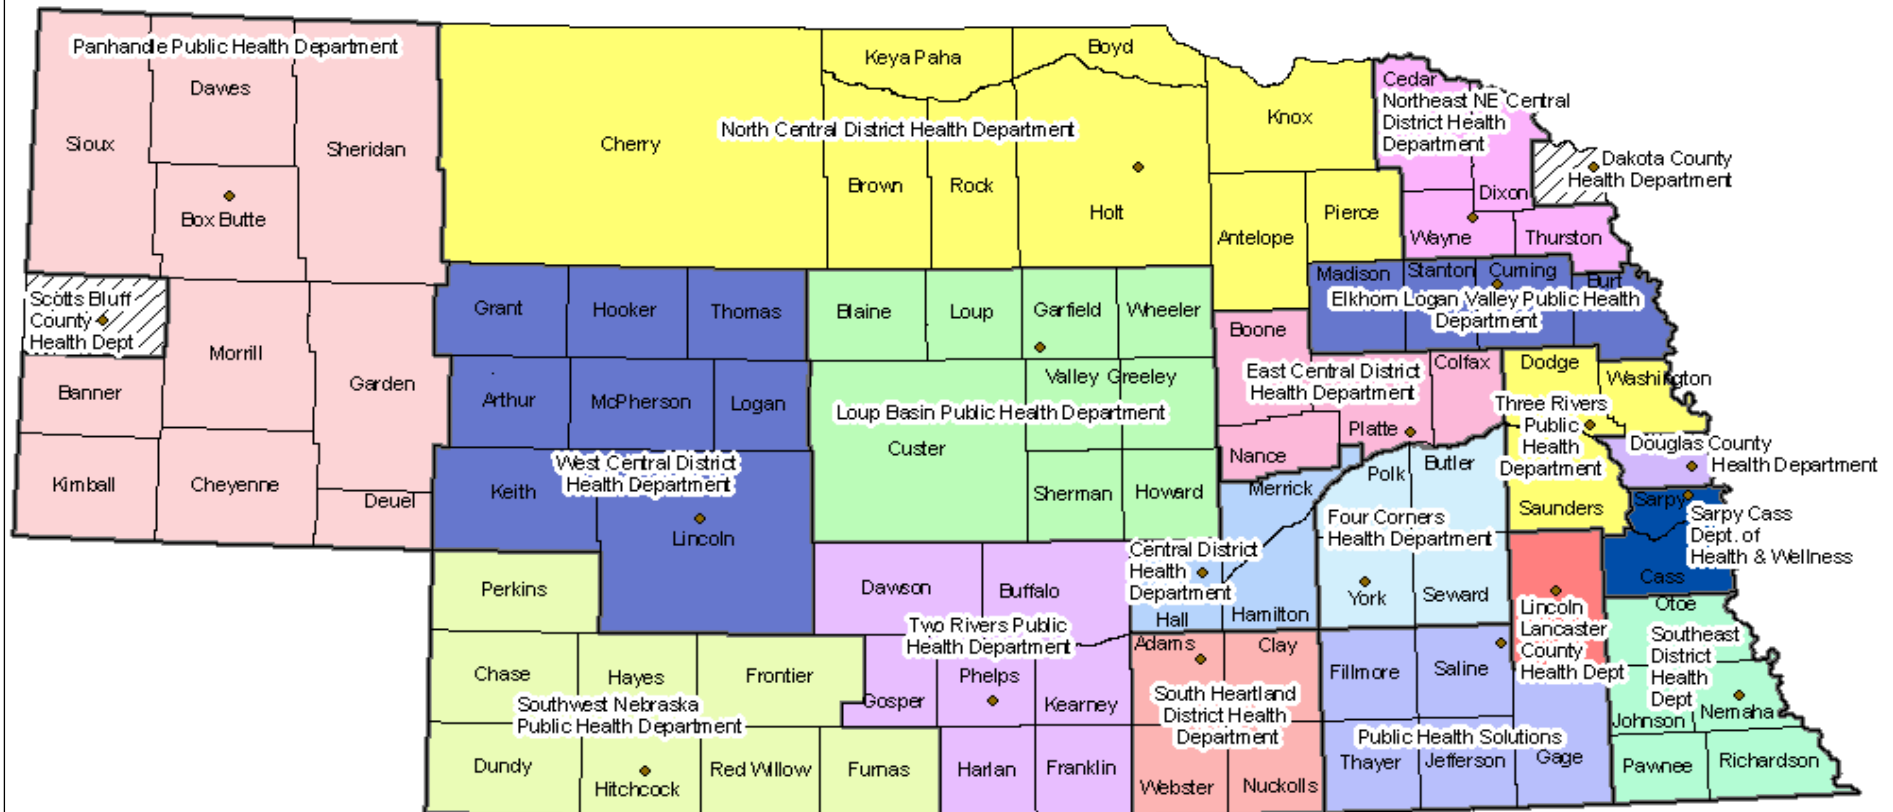 Panhandle Public Health Department
Dawes
Sioux
Sheridan
Box Butte
Scotts Bluff
County
Health Dept
Morrill
Banner
Garden
Kimball
Cheyenne
Deuel
Keya Paha
Boyd
Cherry
North Central District Health Department
Knox
Brown
Rock
Holt
Antelope
Pierce
Cedar
Northeast NE Central
District Health
Department
Dixon
Wayne
Thurston
Dakota County
Health Department
Grant
Hooker
Thomas
Arthur
McPherson
Logan
West Central District
Health Department
Keith
Lincoln
Blaine
Loup
Garfield
Wheeler
Valley
Greeley
Loup Basin Public Health Department
Custer
Sherman
Howard
Madison
Stanton
Cuming
Burt
Elkhorn Logan Valley Public Health
Department
Boone
East Central District
Health Department
Colfax
Platte
Nance
Dodge
Washington
Three Rivers
Public
Health
Department
Saunders
Douglas County
Health Department
Sarpy
Sarpy Cass
Dept. of
Health & Wellness
Cass
Merrick
Central District
Health
Department
Hall
Hamilton
Polk
Butler
Four Corners
Health Department
York
Seward
Perkins
Chase
Hayes
Frontier
Southwest Nebraska
Public Health Department
Dundy
Hitchcock
Red Willow
Furnas
Dawson
Buffalo
Two Rivers Public
Health Department
Gosper
Phelps
Kearney
Harlan
Franklin
Adams
Clay
South Heartland
District Health
Department
Webster
Nuckolls
Fillmore
Saline
Public Health Solutions
Thayer
Jefferson
Gage
Lincoln
Lancaster
County
Health Dept
Otoe
Southeast
District
Health
Dept
Johnson
Nemaha
Pawnee
Richardson